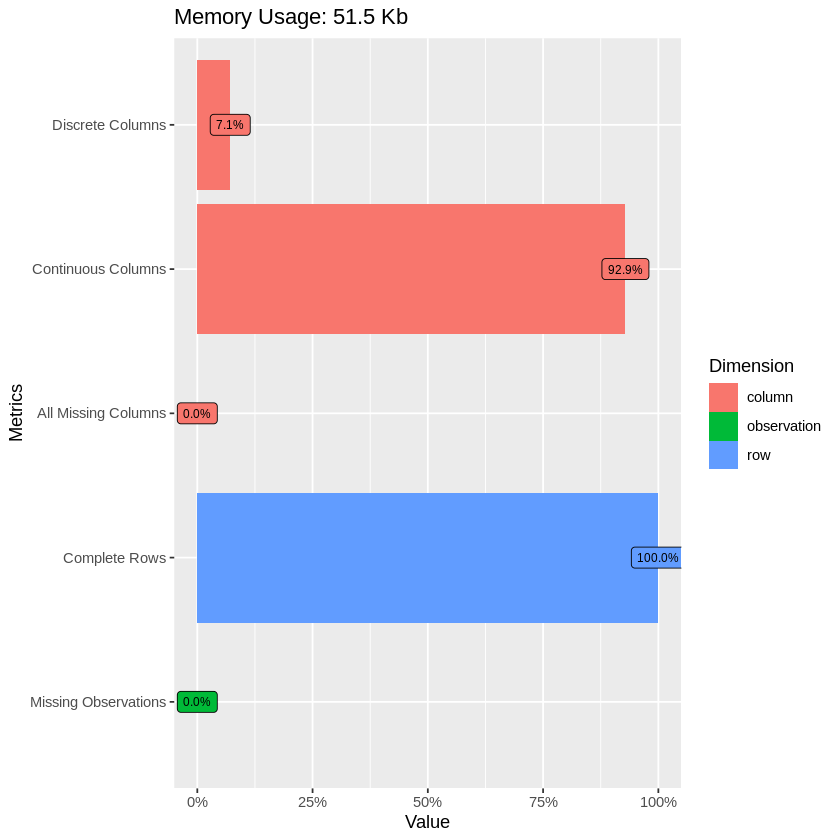 Memory Usage: 51.5 Kb
Discrete Columns
7.1%
Continuous Columns
92.9%
All Missing Columns
0.0%
Complete Rows
100.0%
Missing Observations
0.0%
Metrics
0%
25%
50%
75%
100%
Value
Dimension
column
observation
row